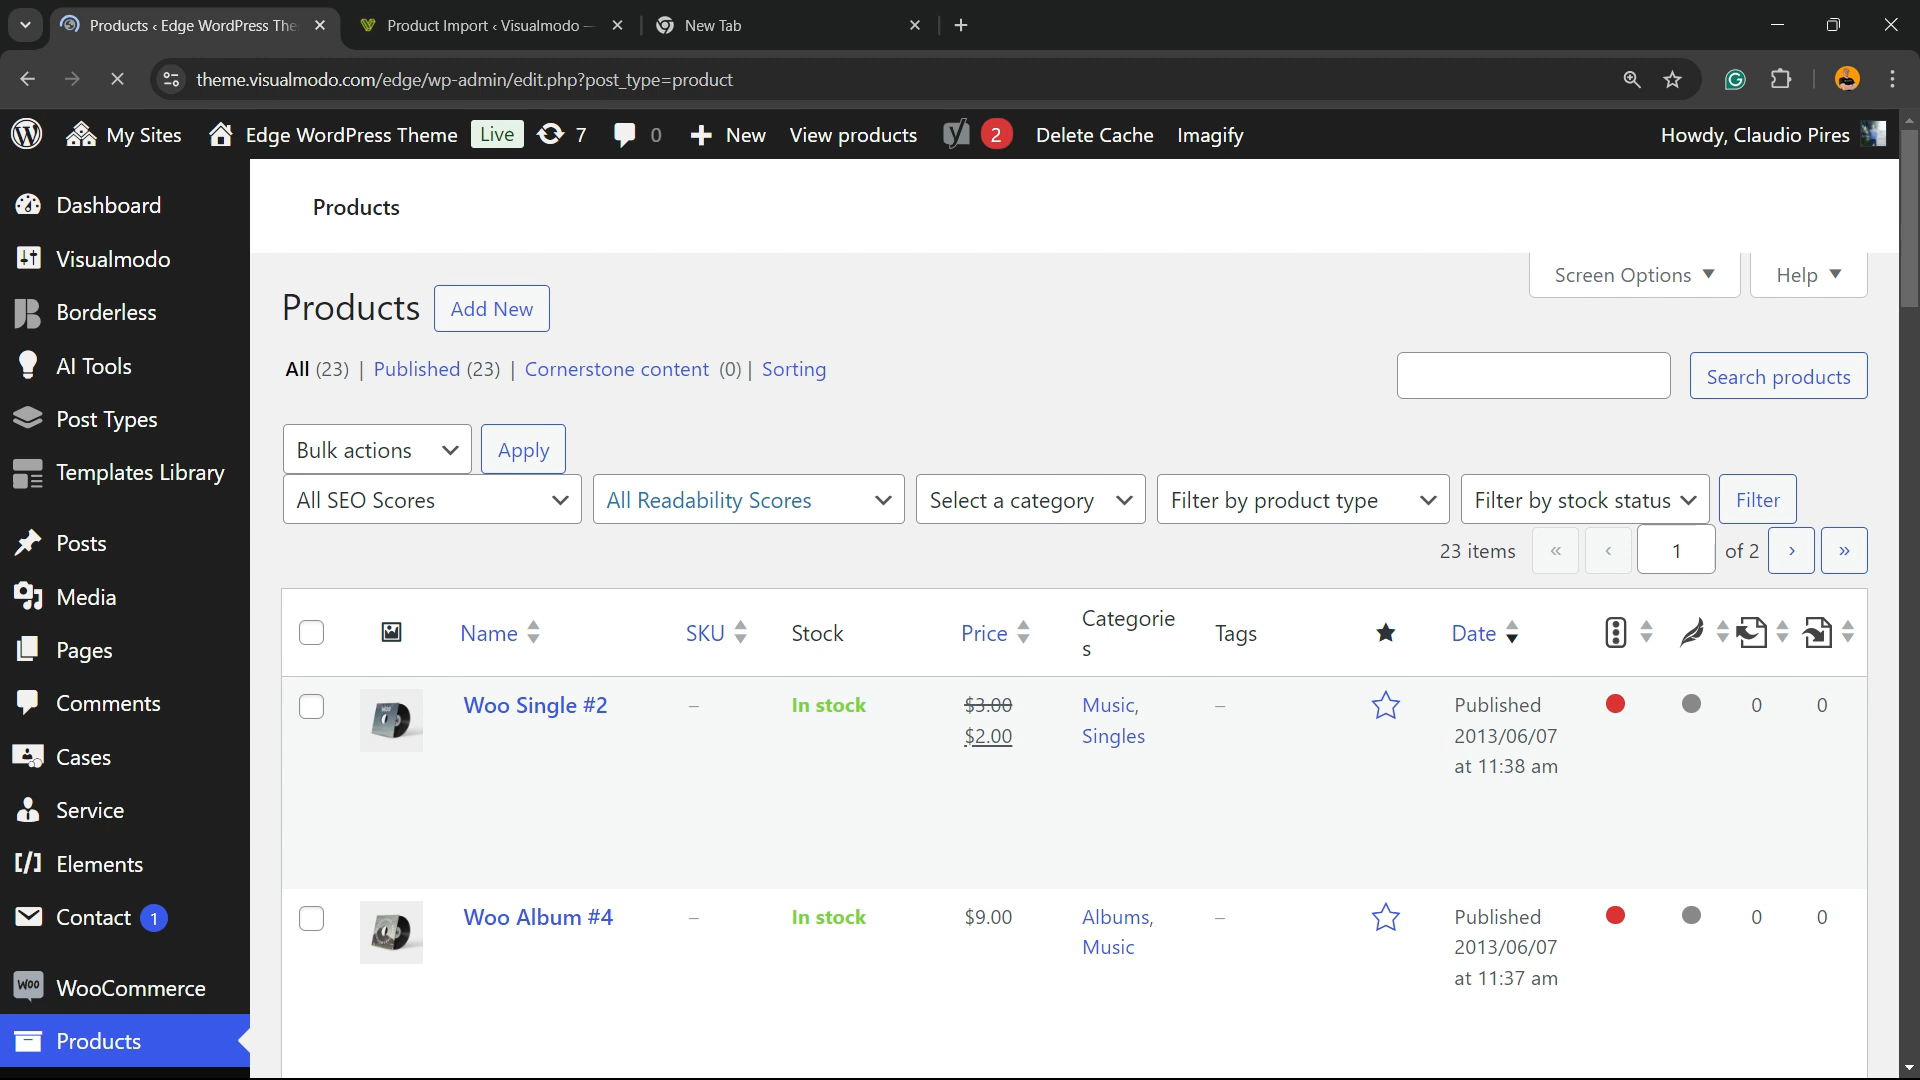 Products ‹ Edge WordPress The
Product Import ‹ Visualmodo —
New Tab
theme.visualmodo.com/edge/wp-admin/edit.php?post_type=product
My Sites
Edge WordPress Theme
Live
7
0
New
View products
2
Delete Cache
Imagify
Howdy, Claudio Pires
Dashboard
Visualmodo
Borderless
AI Tools
Post Types
Templates Library
Posts
Media
Pages
Comments
Cases
Service
Elements
Contact 1
WooCommerce
Products
Products
Screen Options
Help
Products
Add New
All (23) | Published (23) | Cornerstone content (0) | Sorting
Search products
Bulk actions
Apply
All SEO Scores
All Readability Scores
Select a category
Filter by product type
Filter by stock status
Filter
23 items « ‹ 1 of 2 › »
Name SKU Stock Price Categorie Tags Date
s
Woo Single #2 – In stock $3.00 Music, – Published 0 0
$2.00 Singles 2013/06/07
at 11:38 am
Woo Album #4 – In stock $9.00 Albums, – Published 0 0
Music 2013/06/07
at 11:37 am